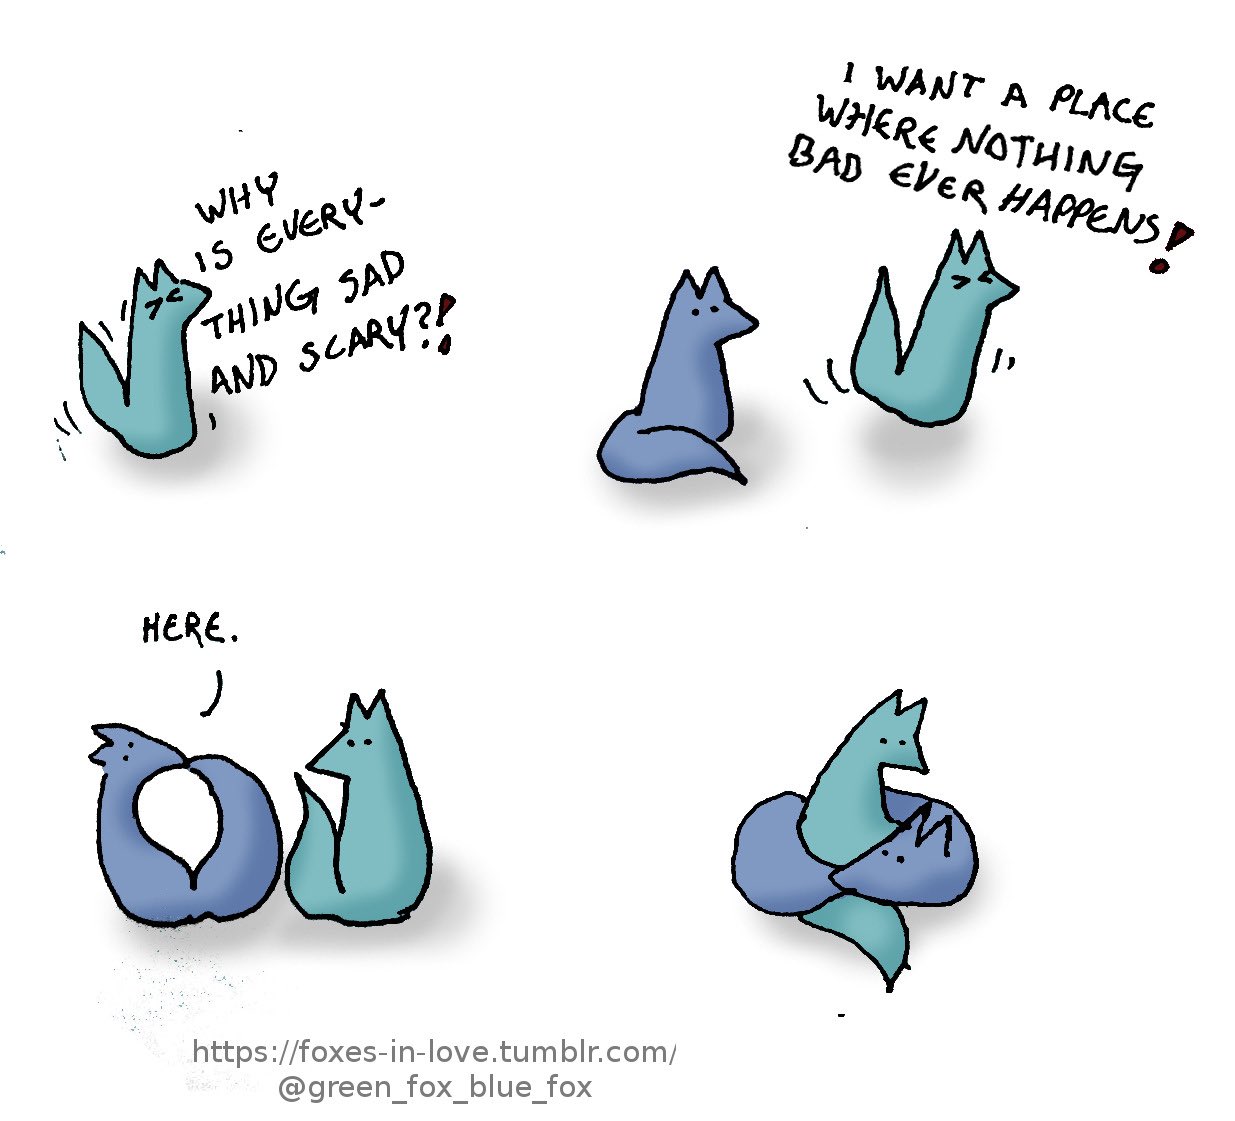 WHY
IS EVERY-
THING SAD
AND SCARY?!
I WANT A PLACE
WHERE NOTHING
BAD EVER HAPPENS!
HERE.
https://foxes-in-love.tumblr.com/
@green_fox_blue_fox